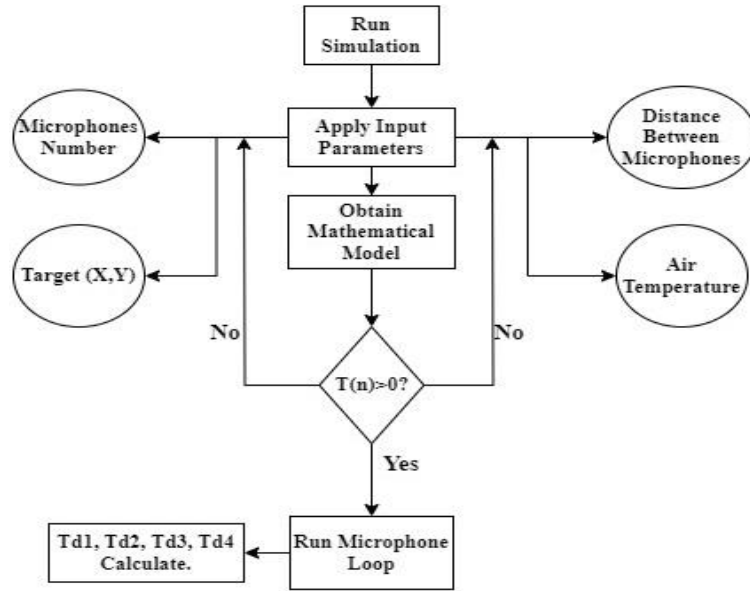 Run
Simulation
Microphones
Number
Apply Input
Parameters
Distance
Between
Microphones
Obtain
Mathematical
Model
Target (X,Y)
Air
Temperature
No
No
T(n)>0?
Yes
Td1, Td2, Td3, Td4
Calculate.
Run Microphone
Loop